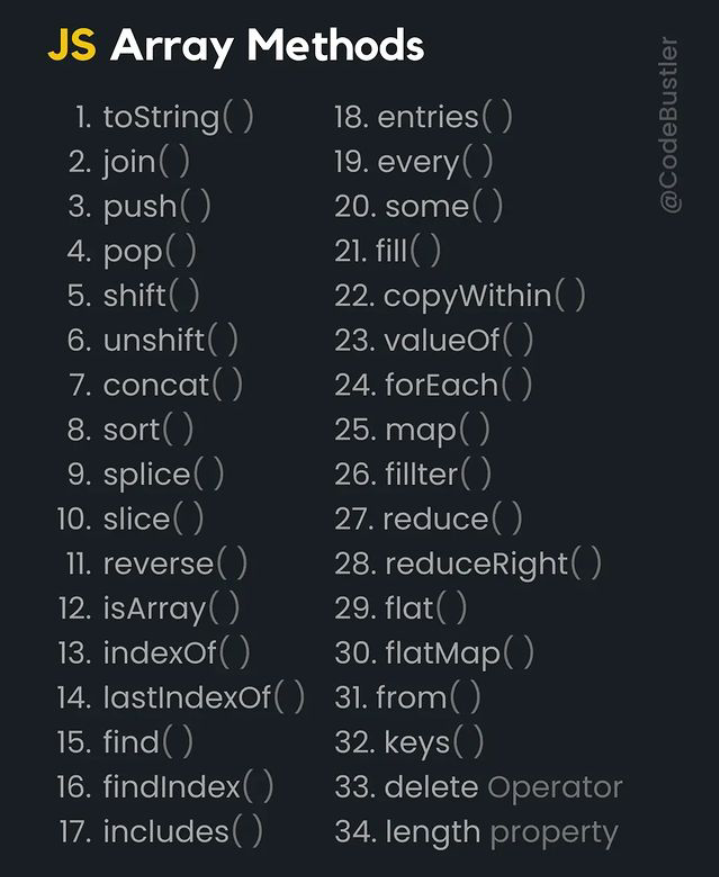 JS Array Methods
@CodeBustler
1. toString( )
2. join( )
3. push( )
4. pop( )
5. shift( )
6. unshift( )
7. concat( )
8. sort( )
9. splice( )
10. slice( )
11. reverse( )
12. isArray( )
13. indexOf( )
14. lastIndexOf( )
15. find( )
16. findIndex( )
17. includes( )
18. entries( )
19. every( )
20. some( )
21. fill( )
22. copyWithin( )
23. valueOf( )
24. forEach( )
25. map( )
26. fillter( )
27. reduce( )
28. reduceRight( )
29. flat( )
30. flatMap( )
31. from( )
32. keys( )
33. delete Operator
34. length property